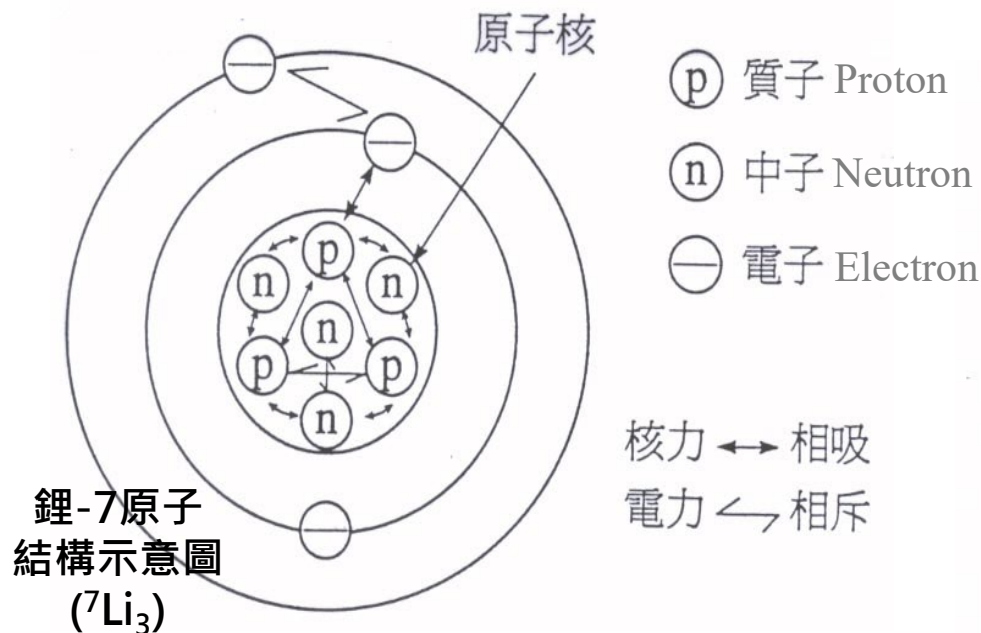 原子核
p 質子 Proton
n 中子 Neutron
電子 Electron
p
n
n
n
p
p
n
核力 ↔ 相吸
電力 相斥
鋰-7原子
結構示意圖
(⁷Li₃)